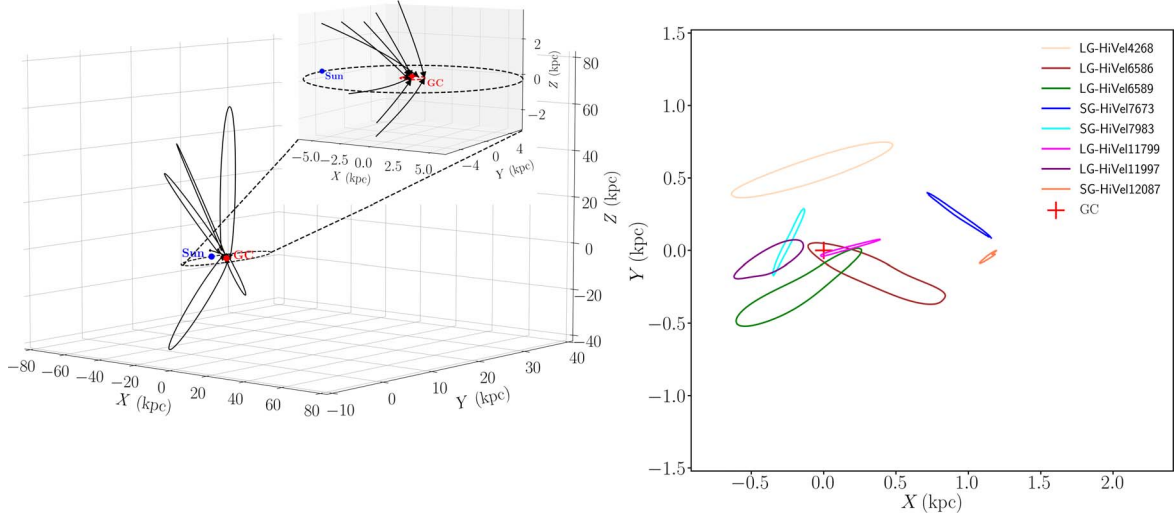 2
0
−2
Z (kpc)
Sun
GC
−5.0 −2.5 0.0 2.5 5.0
X (kpc)
−4 0 4
Y (kpc)
80
60
40
20
0
−20
−40
Z (kpc)
Sun
GC
−80 −60 −40 −20 0 20 40 60 80
X (kpc)
−10 0 10 20 30 40
Y (kpc)
1.5
1.0
0.5
0.0
−0.5
−1.0
−1.5
Y (kpc)
LG-HiVel4268
LG-HiVel6586
LG-HiVel6589
SG-HiVel7673
SG-HiVel7983
LG-HiVel11799
LG-HiVel11997
SG-HiVel12087
GC
−0.5 0.0 0.5 1.0 1.5 2.0
X (kpc)